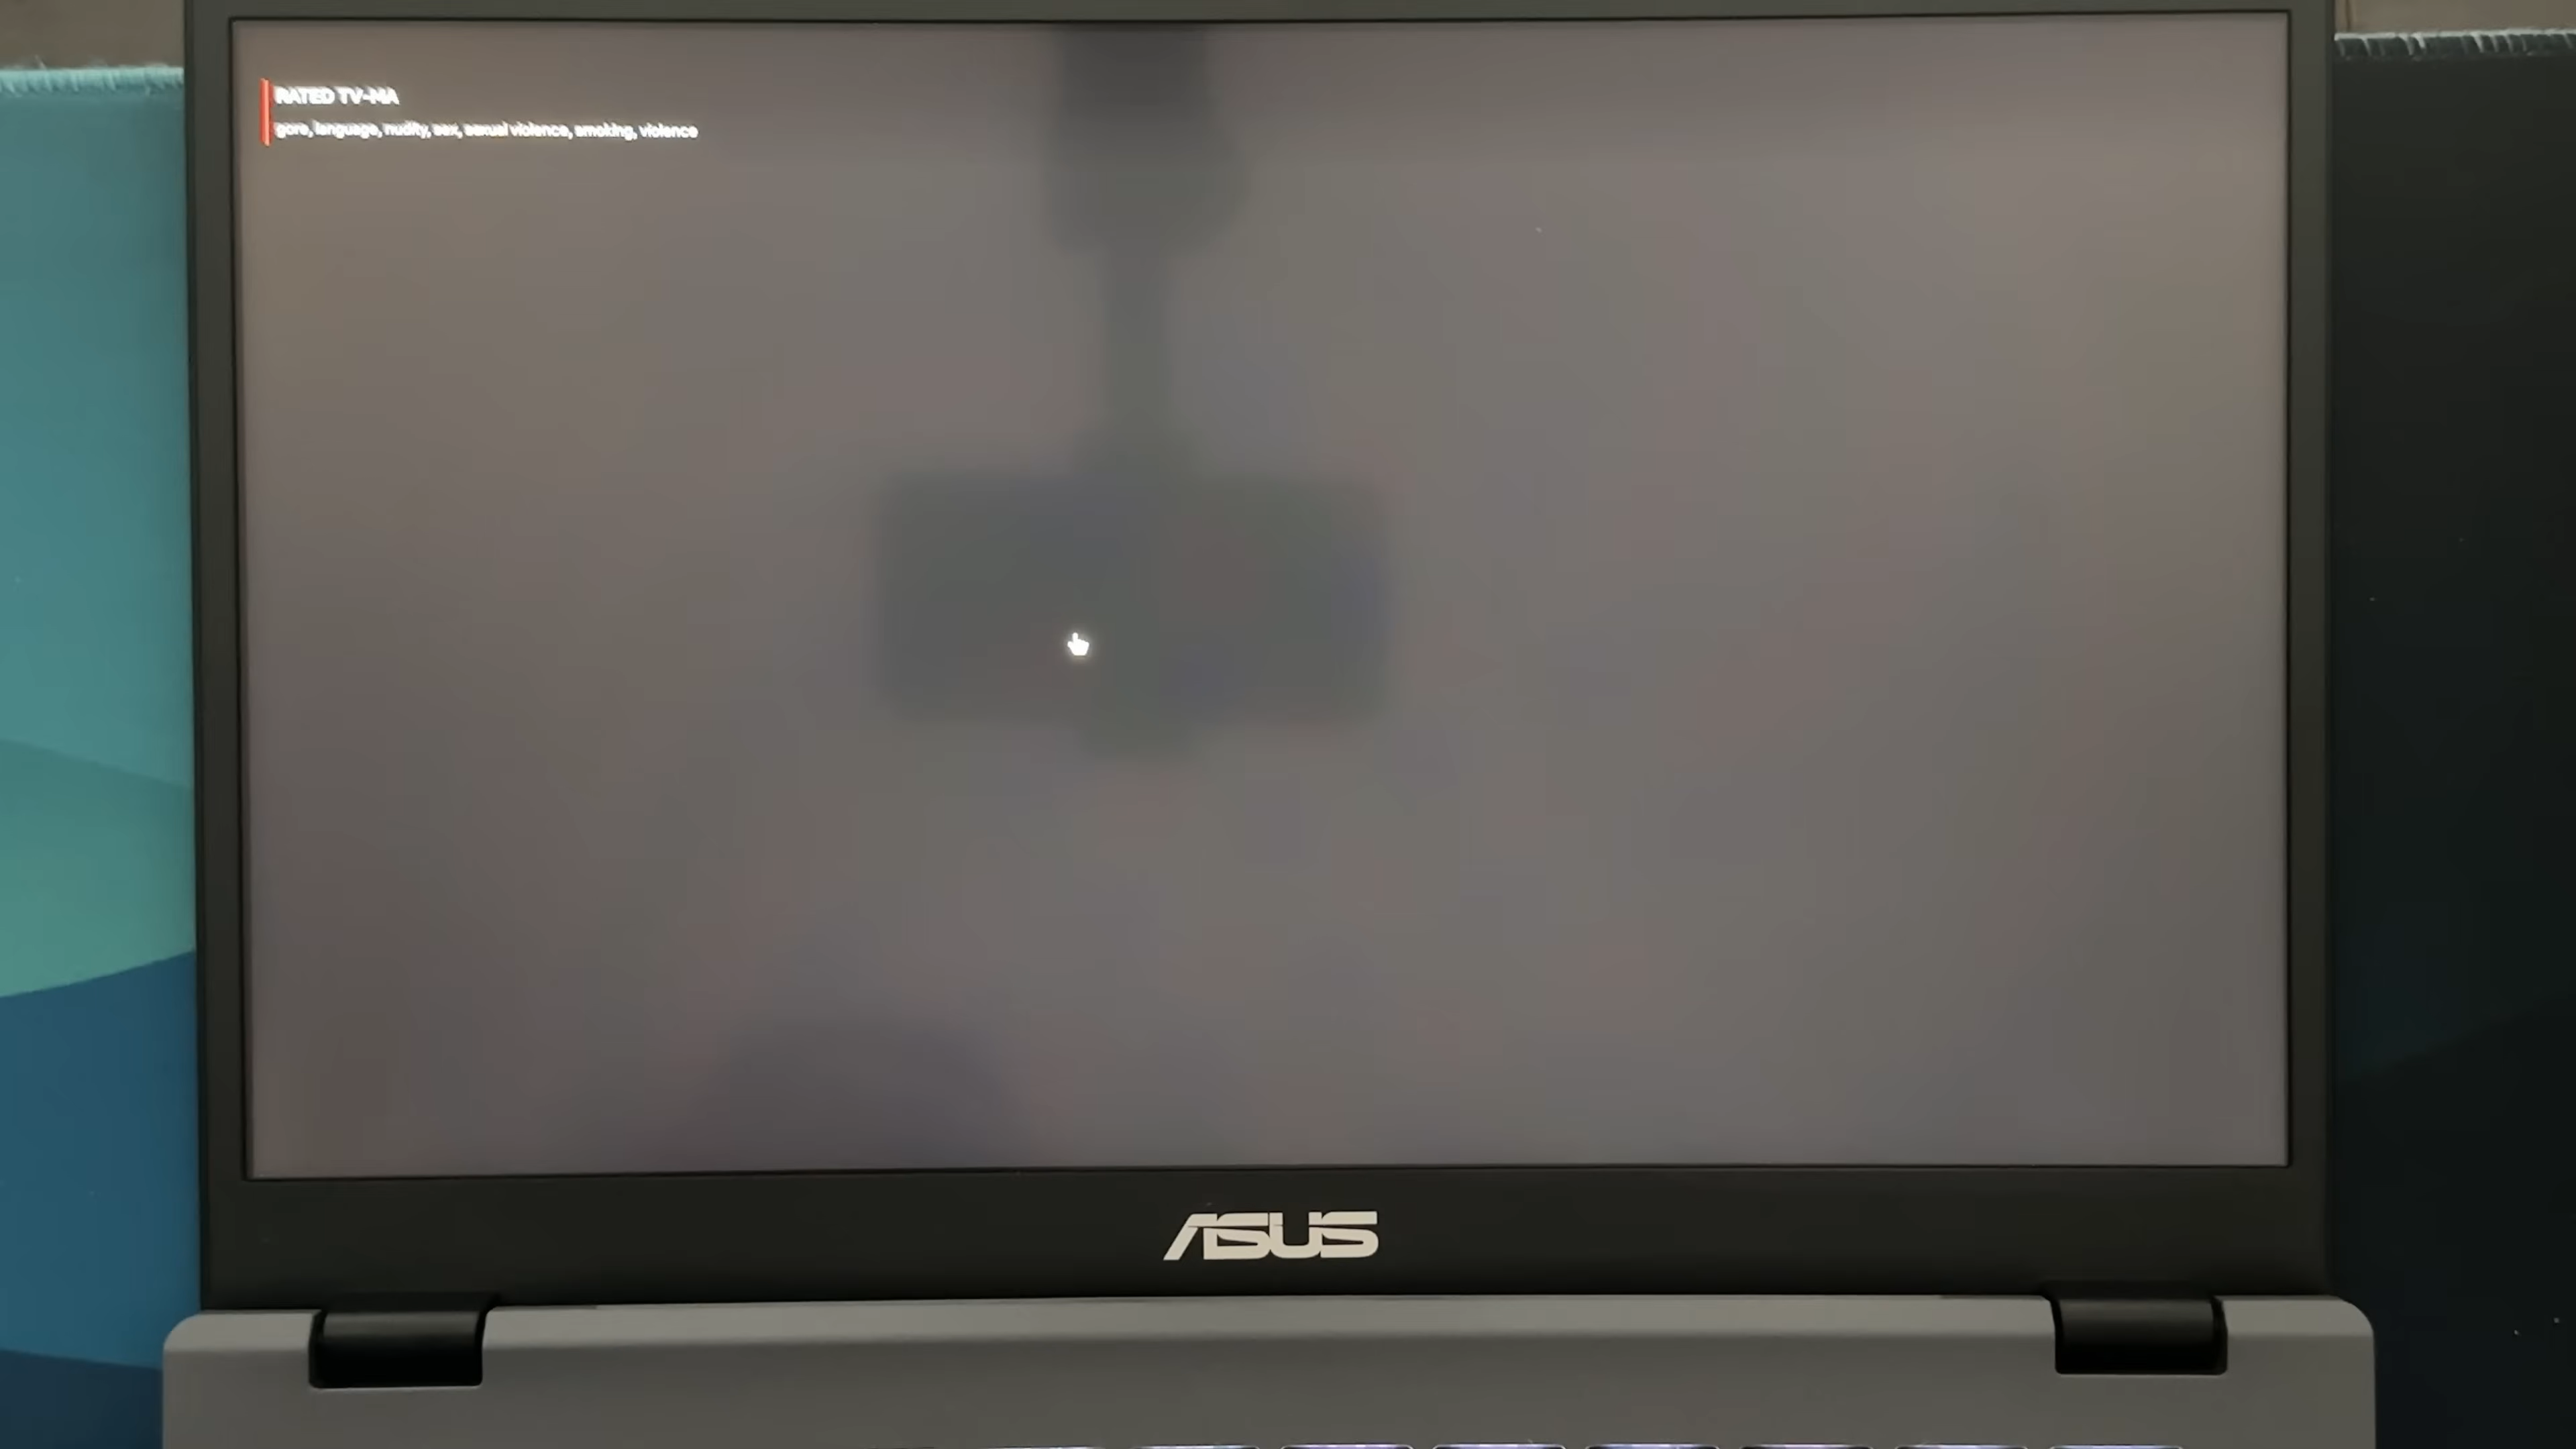 RATED TV-MA
gore, language, nudity, sex, sexual violence, smoking, violence
ASUS